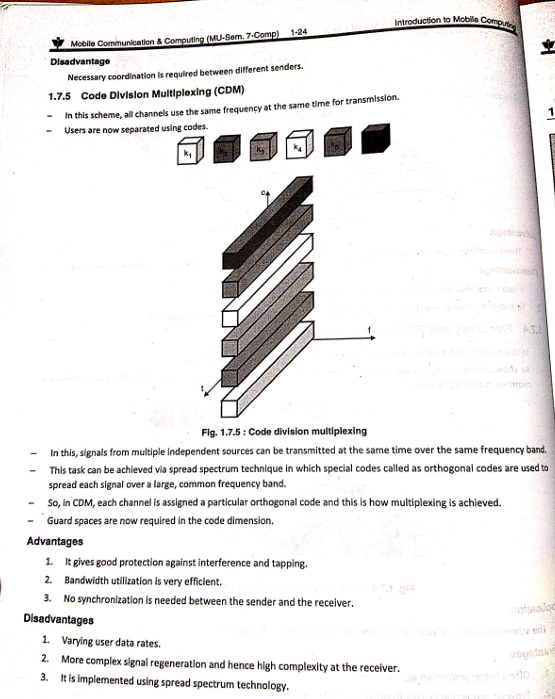 Mobile Communication & Computing (MU-Sem. 7-Comp) 1-24
Introduction to Mobile Computing
Disadvantage
Necessary coordination is required between different senders.
1.7.5 Code Division Multiplexing (CDM)
– In this scheme, all channels use the same frequency at the same time for transmission.
– Users are now separated using codes.
k1 k3 k4
c
f
t
Fig. 1.7.5 : Code division multiplexing
– In this, signals from multiple independent sources can be transmitted at the same time over the same frequency band.
– This task can be achieved via spread spectrum technique in which special codes called as orthogonal codes are used to
spread each signal over a large, common frequency band.
– So, in CDM, each channel is assigned a particular orthogonal code and this is how multiplexing is achieved.
– Guard spaces are now required in the code dimension.
Advantages
1. It gives good protection against interference and tapping.
2. Bandwidth utilization is very efficient.
3. No synchronization is needed between the sender and the receiver.
Disadvantages
1. Varying user data rates.
2. More complex signal regeneration and hence high complexity at the receiver.
3. It is implemented using spread spectrum technology.